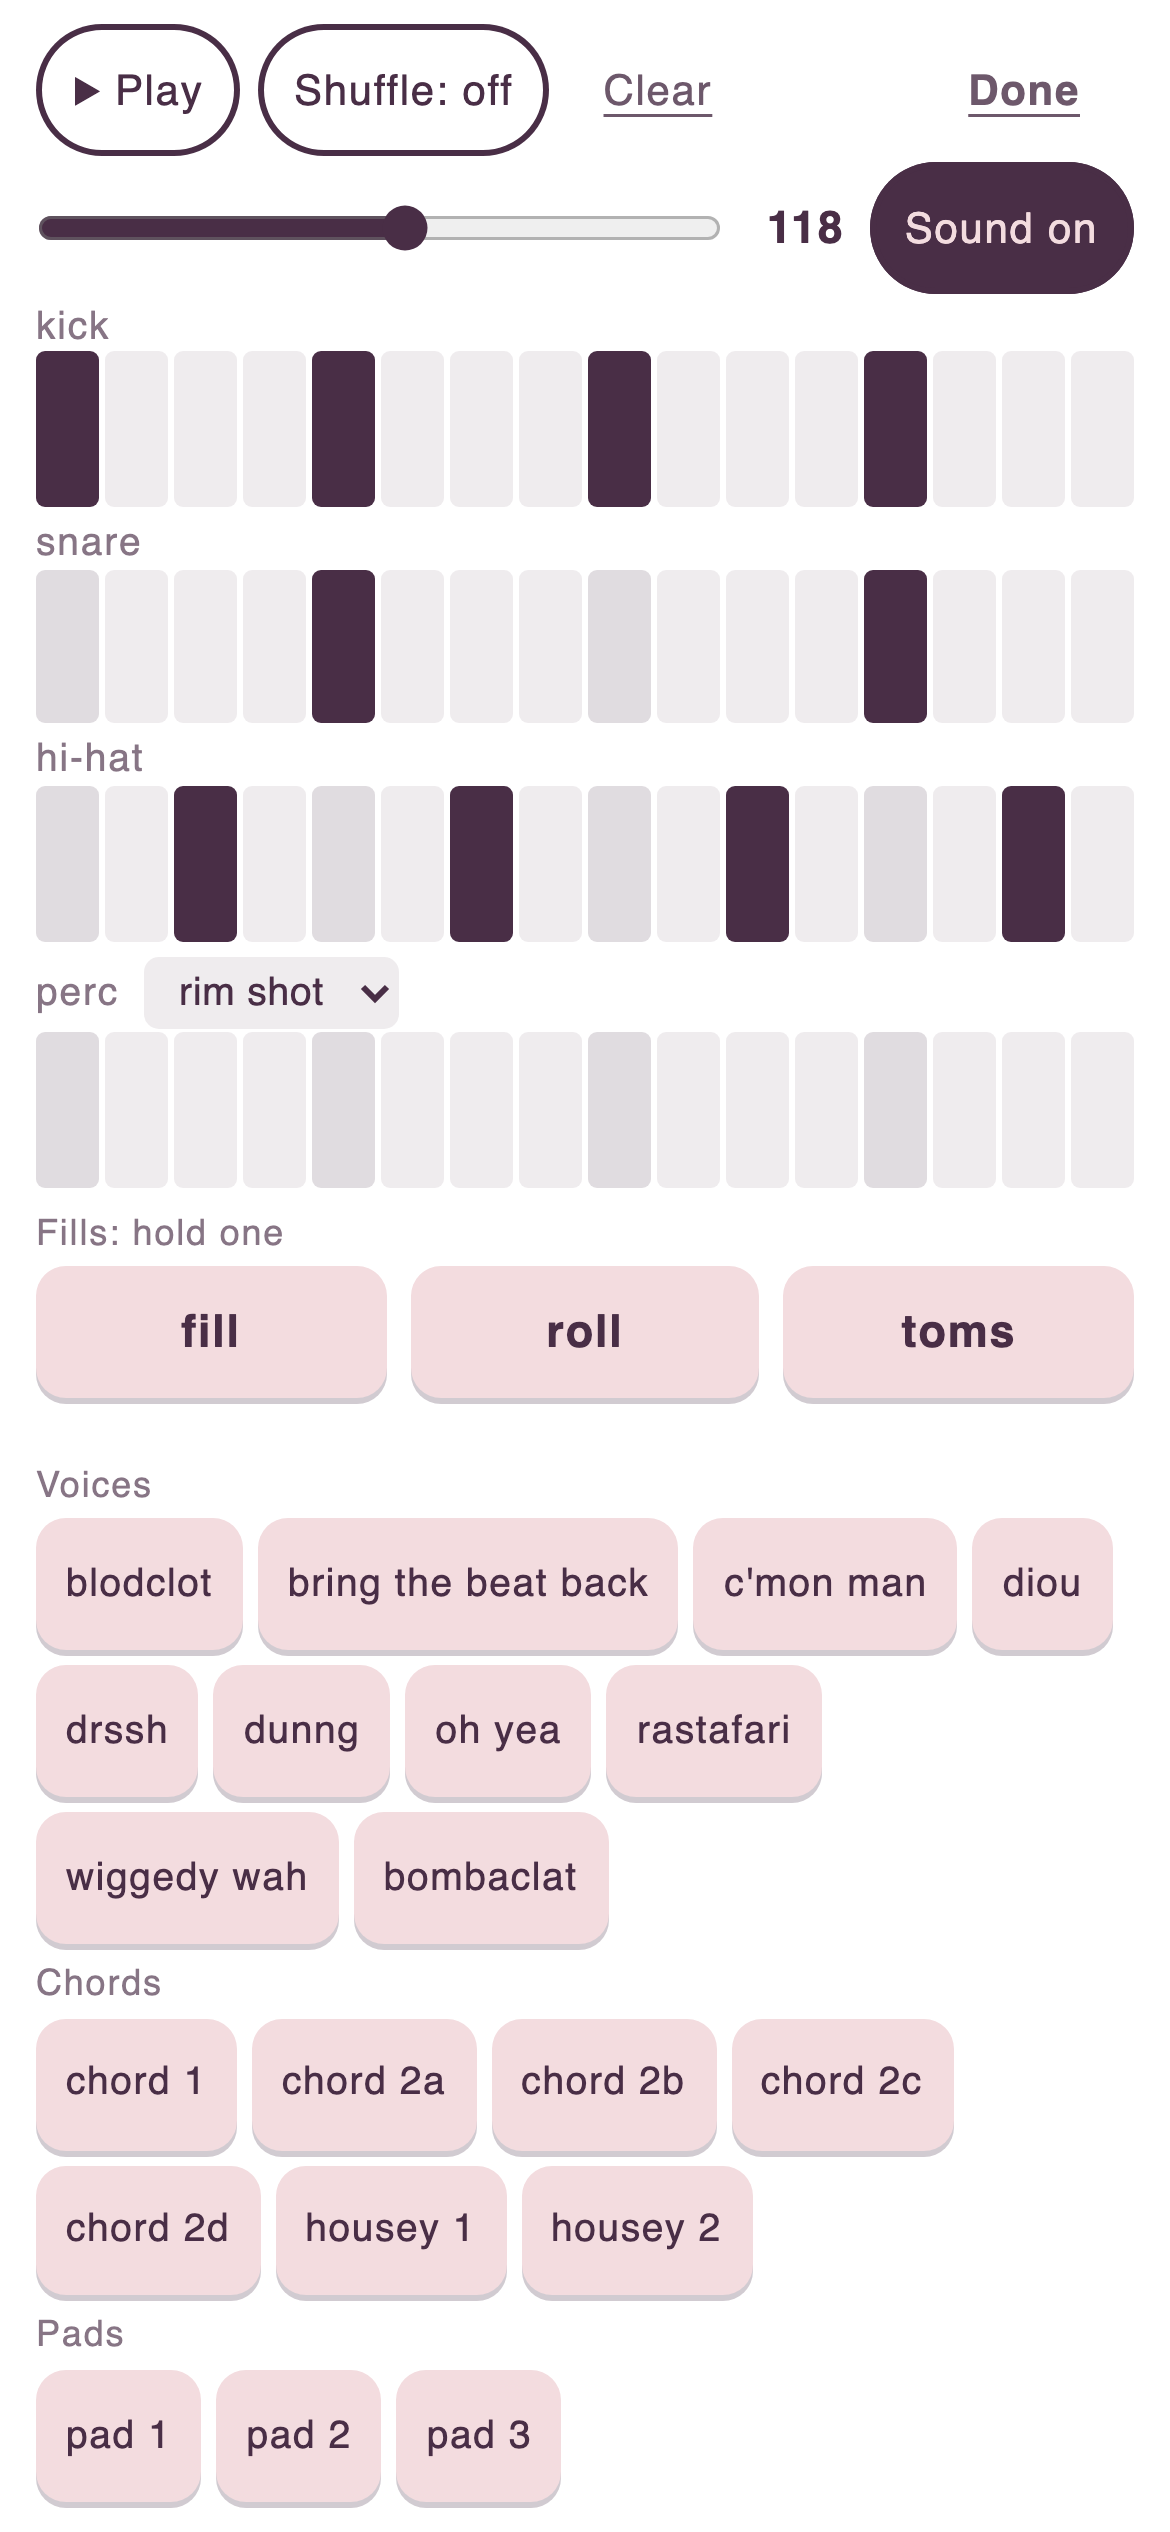 ▶ Play Shuffle: off Clear Done
118 Sound on
kick
snare
hi-hat
perc rim shot
Fills: hold one
fill roll toms
Voices
blodclot bring the beat back c'mon man diou
drssh dunng oh yea rastafari
wiggedy wah bombaclat
Chords
chord 1 chord 2a chord 2b chord 2c
chord 2d housey 1 housey 2
Pads
pad 1 pad 2 pad 3